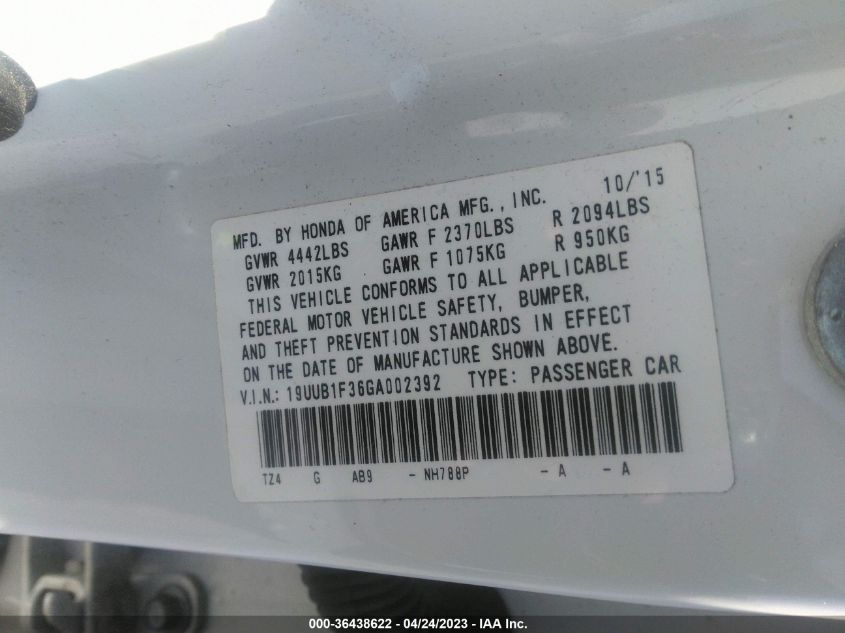 MFD. BY HONDA OF AMERICA MFG., INC. 10/'15
GVWR 4442LBS GAWR F 2370LBS R 2094LBS
GVWR 2015KG GAWR F 1075KG R 950KG
THIS VEHICLE CONFORMS TO ALL APPLICABLE
FEDERAL MOTOR VEHICLE SAFETY, BUMPER,
AND THEFT PREVENTION STANDARDS IN EFFECT
ON THE DATE OF MANUFACTURE SHOWN ABOVE.
V.I.N.: 19UUB1F36GA002392 TYPE: PASSENGER CAR
TZ4 G AB9 - NH788P - A - A
000-36438622 - 04/24/2023 - IAA Inc.